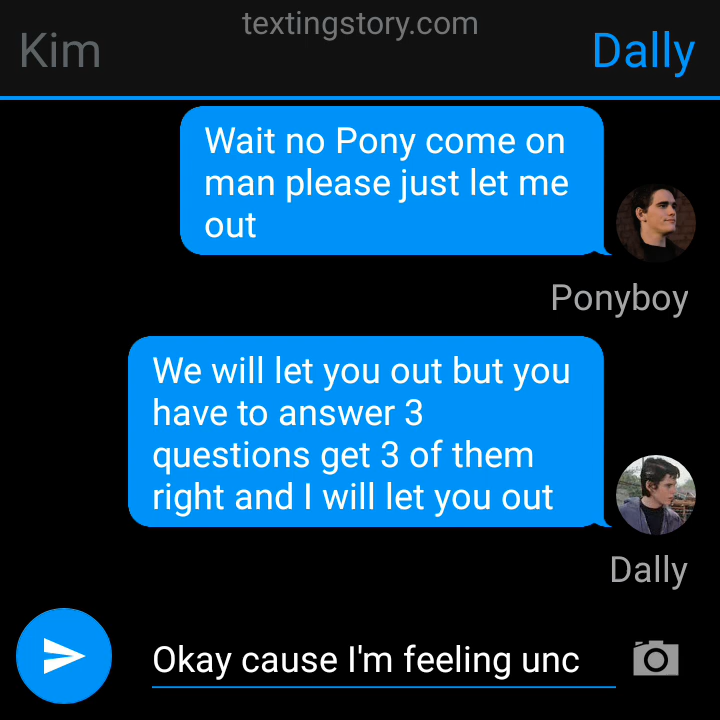 textingstory.com
Kim
Dally
Wait no Pony come on
man please just let me
out
Ponyboy
We will let you out but you
have to answer 3
questions get 3 of them
right and I will let you out
Dally
Okay cause I'm feeling unc